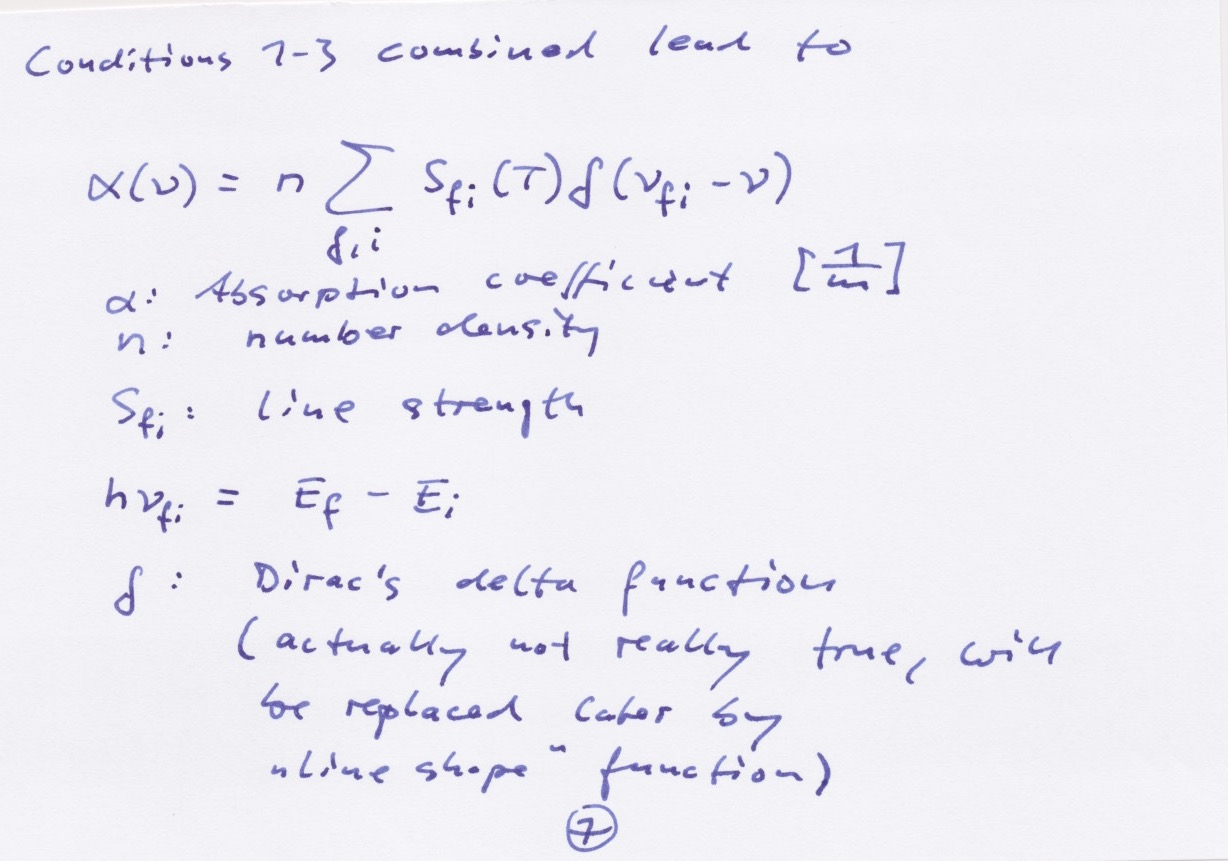 Conditions 1-3 combined lead to
α(ν) = n ∑ S_fi (T) δ(ν_fi - ν)
f,i
α: Absorption coefficient [1/m]
n: number density
S_fi: line strength
hν_fi = E_f - E_i
δ: Dirac's delta function
(actually not really true, will
be replaced later by
"line shape" function)
7